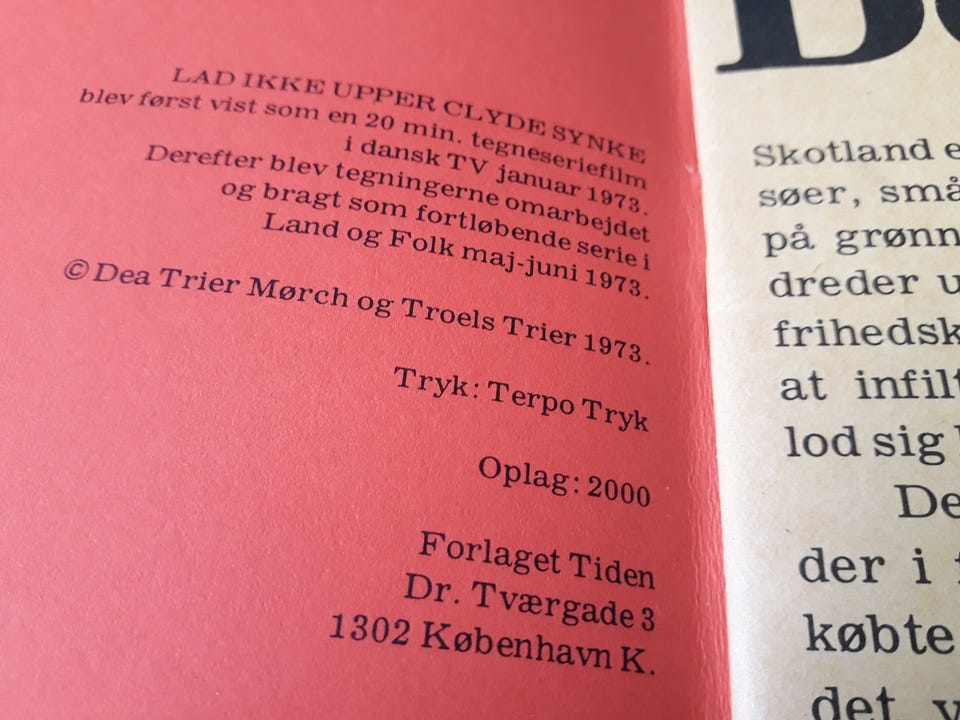 LAD IKKE UPPER CLYDE SYNKE
blev først vist som en 20 min. tegneseriefilm
i dansk TV januar 1973.
Derefter blev tegningerne omarbejdet
og bragt som fortløbende serie i
Land og Folk maj-juni 1973.
© Dea Trier Mørch og Troels Trier 1973.
Tryk: Terpo Tryk
Oplag: 2000
Forlaget Tiden
Dr. Tværgade 3
1302 København K.
Skotland
søer, små
på grønn
dreder u
frihedsk
at infilt
lod sig
De
der i
købte
det v